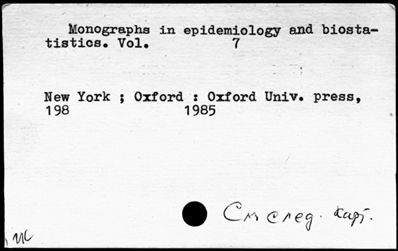 Monographs in epidemiology and biosta-
tistics. Vol. 7
New York ; Oxford : Oxford Univ. press,
198 1985
См след. карт.